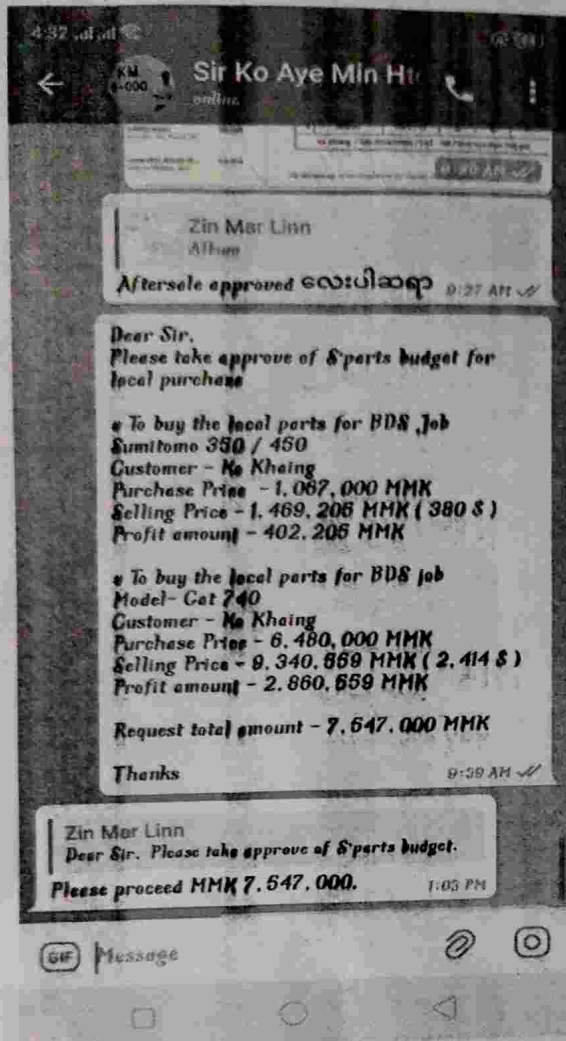 4:32
Sir Ko Aye Min Ht
online
9:20 AM
Zin Mar Linn
Album
Aftersale approved လေးပါဆရာ 9:27 AM
Dear Sir.
Please take approve of S'parts budget for
local purchase
# To buy the local parts for BDS Job
Sumitomo 350 / 450
Customer - Ko Khaing
Purchase Price - 1,067,000 MMK
Selling Price - 1,469,205 MMK ( 380 $ )
Profit amount - 402,205 MMK
# To buy the local parts for BDS job
Model- Cat 740
Customer - Ko Khaing
Purchase Price - 6,480,000 MMK
Selling Price - 9,340,659 MMK ( 2,414 $ )
Profit amount - 2,860,659 MMK
Request total amount - 7,547,000 MMK
Thanks 9:39 AM
Zin Mar Linn
Dear Sir. Please take approve of S'parts budget.
Please proceed MMK 7,547,000. 1:03 PM
GIF Message